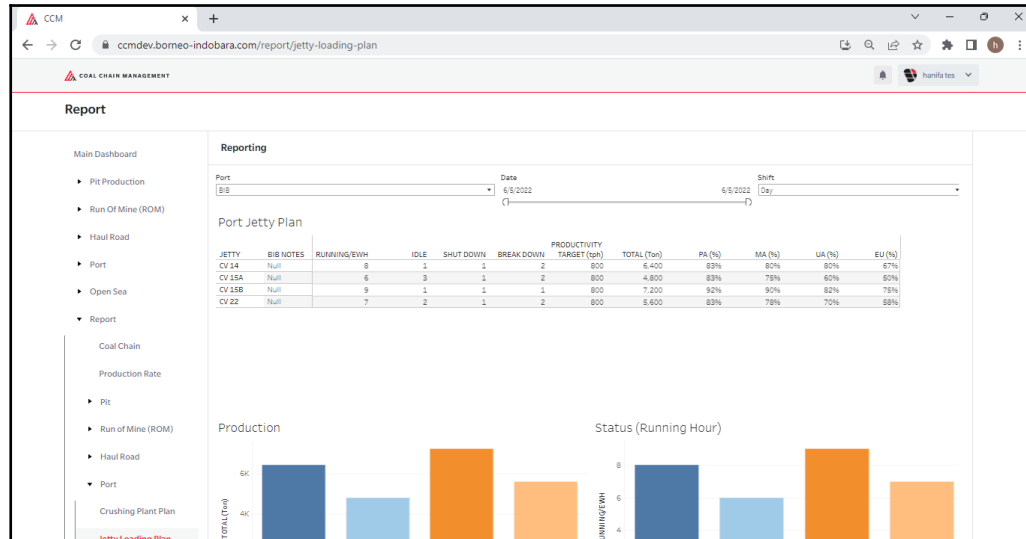 CCM
ccmdev.borneo-indobara.com/report/jetty-loading-plan
h
COAL CHAIN MANAGEMENT
hanifa tes
Report
Main Dashboard
Pit Production
Run Of Mine (ROM)
Haul Road
Port
Open Sea
Report
Coal Chain
Production Rate
Pit
Run of Mine (ROM)
Haul Road
Port
Crushing Plant Plan
Jetty Loading Plan
Reporting
Port Date Shift
BIB 6/5/2022 6/5/2022 Day
Port Jetty Plan
PRODUCTIVITY
JETTY BIB NOTES RUNNING/EWH IDLE SHUT DOWN BREAK DOWN TARGET (tph) TOTAL (Ton) PA (%) MA (%) UA (%) EU (%)
CV 14 Null 8 1 1 2 800 6,400 83% 80% 80% 67%
CV 15A Null 6 3 1 2 800 4,800 83% 75% 60% 50%
CV 15B Null 9 1 1 1 800 7,200 92% 90% 82% 75%
CV 22 Null 7 2 1 2 800 5,600 83% 78% 70% 58%
Production
6K
4K
TOTAL (Ton)
Status (Running Hour)
8
6
4
UNNING/EWH